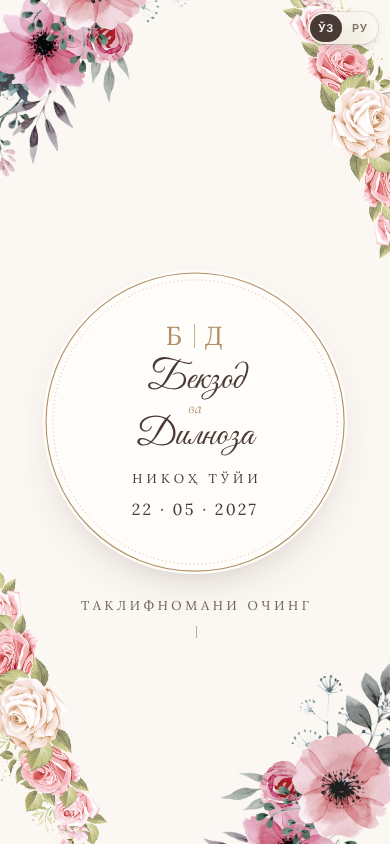 ЎЗ РУ
Б | Д
Бекзод
ва
Дилноза
НИКОҲ ТЎЙИ
22 · 05 · 2027
ТАКЛИФНОМАНИ ОЧИНГ